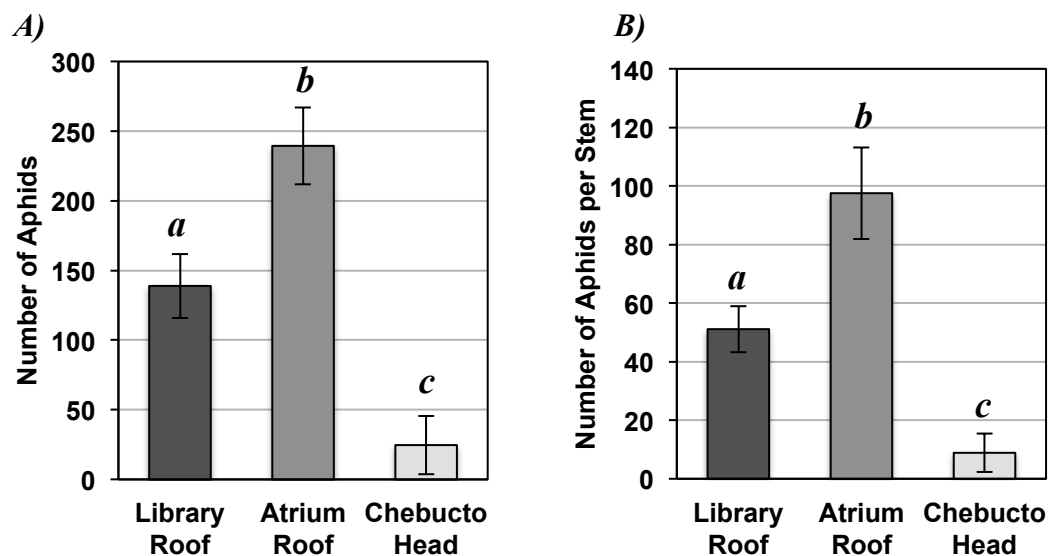 A)
Number of Aphids
300
250
200
150
100
50
0
a
b
c
Library Roof
Atrium Roof
Chebucto Head
B)
Number of Aphids per Stem
140
120
100
80
60
40
20
0
a
b
c
Library Roof
Atrium Roof
Chebucto Head